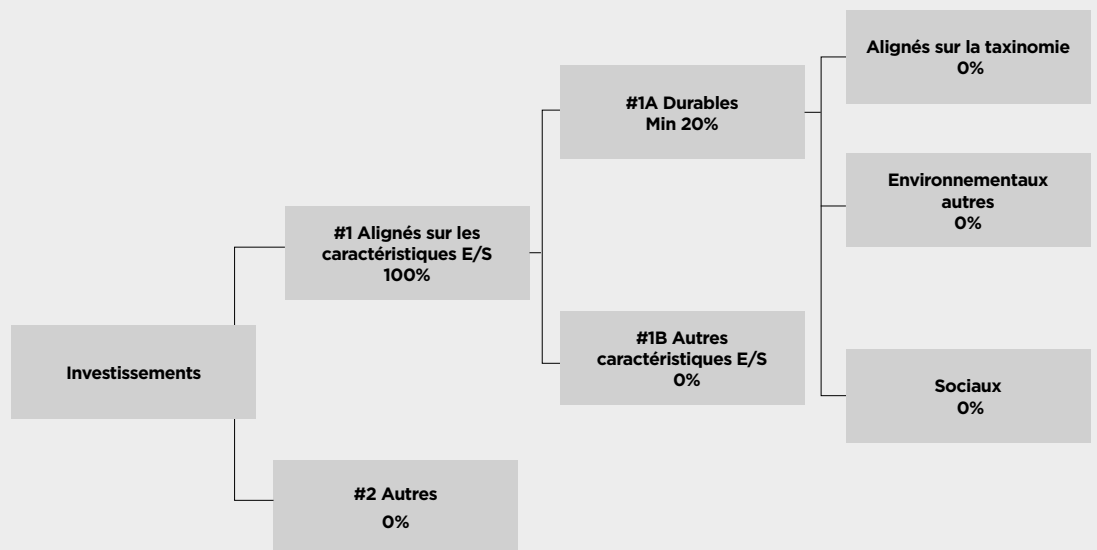 Investissements
#1 Alignés sur les
caractéristiques E/S
100%
#2 Autres
0%
#1A Durables
Min 20%
#1B Autres
caractéristiques E/S
0%
Alignés sur la taxinomie
0%
Environnementaux
autres
0%
Sociaux
0%